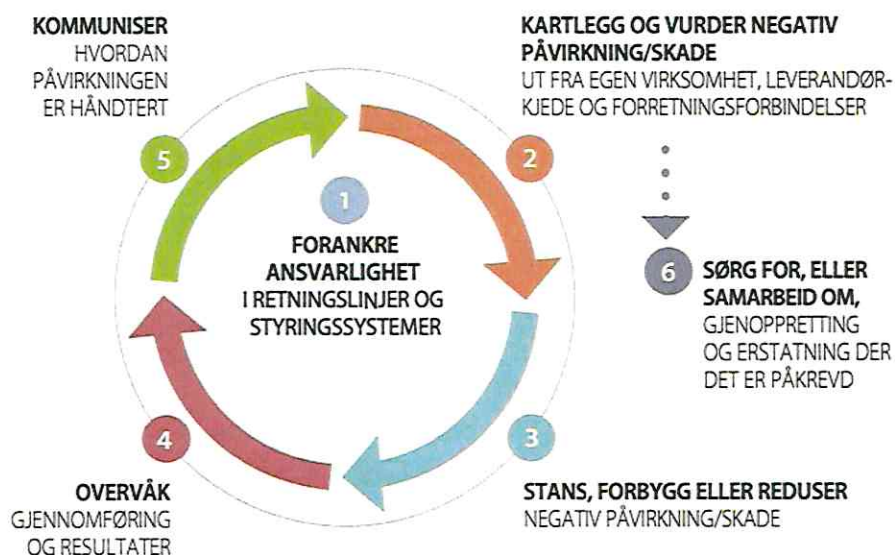 1
FORANKRE
ANSVARLIGHET
I RETNINGSLINJER OG
STYRINGSSYSTEMER
2
KARTLEGG OG VURDER NEGATIV
PÅVIRKNING/SKADE
UT FRA EGEN VIRKSOMHET, LEVERANDØR-
KJEDE OG FORRETNINGSFORBINDELSER
3
STANS, FORBYGG ELLER REDUSER
NEGATIV PÅVIRKNING/SKADE
4
OVERVÅK
GJENNOMFØRING
OG RESULTATER
5
KOMMUNISER
HVORDAN
PÅVIRKNINGEN
ER HÅNDTERT
6
SØRG FOR, ELLER
SAMARBEID OM,
GJENOPPRETTING
OG ERSTATNING DER
DET ER PÅKREVD